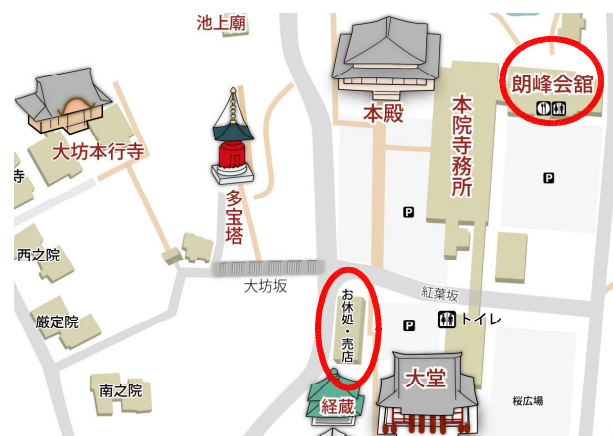 池上廟
朗峰会舘
本殿
本院寺務所
大坊本行寺
寺
多宝塔
P
P
西之院
大坊坂
お休処・売店
紅葉坂
厳定院
P
トイレ
南之院
大堂
経蔵
桜広場